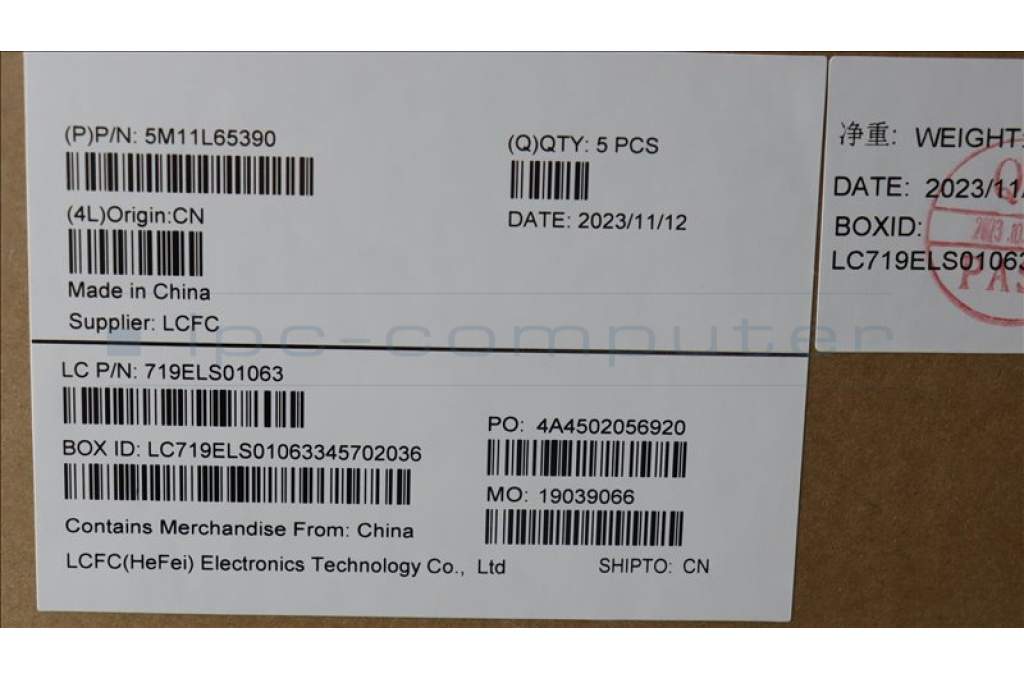 (P)P/N: 5M11L65390
(Q)QTY: 5 PCS
(4L)Origin:CN
DATE: 2023/11/12
Made in China
Supplier: LCFC
ipc-computer
LC P/N: 719ELS01063
PO: 4A4502056920
BOX ID: LC719ELS01063345702036
MO: 19039066
Contains Merchandise From: China
LCFC(HeFei) Electronics Technology Co., Ltd
SHIPTO: CN
净重: WEIGHT:
DATE: 2023/11/
BOXID:
LC719ELS01063